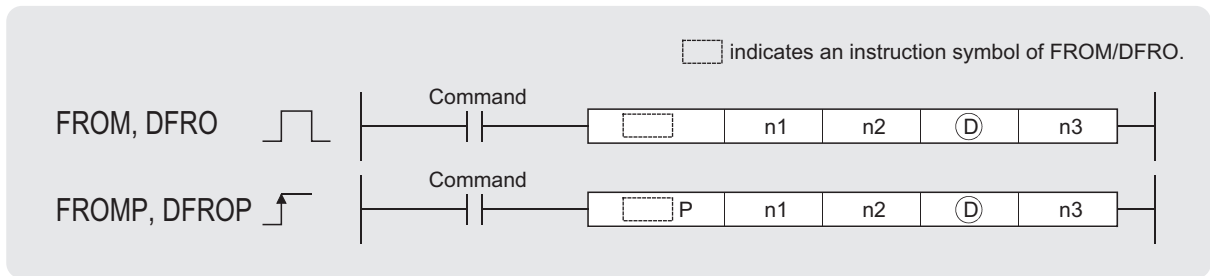 indicates an instruction symbol of FROM/DFRO.
Command
FROM, DFRO n1 n2 D n3
Command
FROMP, DFROP P n1 n2 D n3